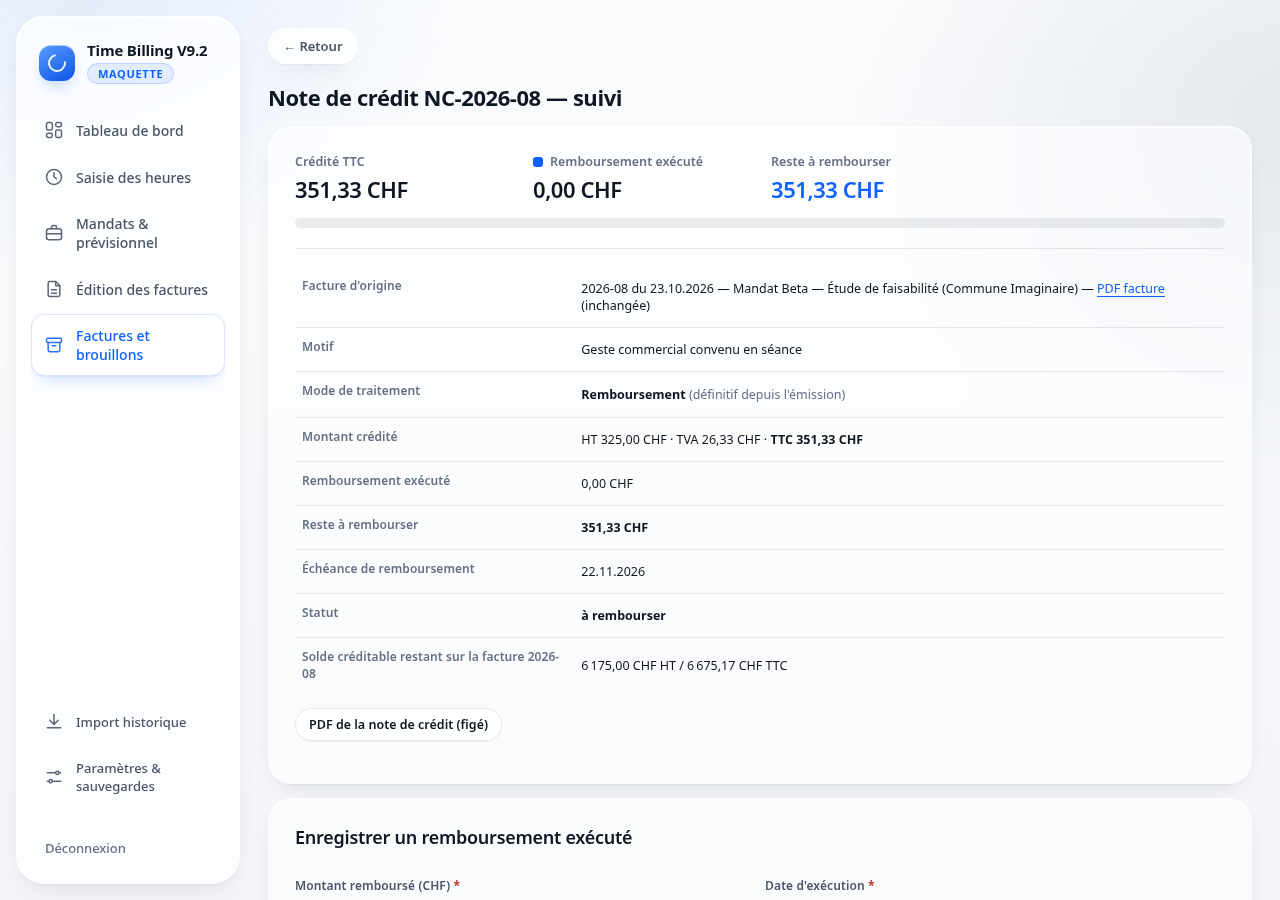 Time Billing V9.2
MAQUETTE
Tableau de bord
Saisie des heures
Mandats &
prévisionnel
Édition des factures
Factures et
brouillons
Import historique
Paramètres &
sauvegardes
Déconnexion
← Retour
Note de crédit NC-2026-08 — suivi
Crédité TTC
351,33 CHF
Remboursement exécuté
0,00 CHF
Reste à rembourser
351,33 CHF
Facture d'origine
2026-08 du 23.10.2026 — Mandat Beta — Étude de faisabilité (Commune Imaginaire) — PDF facture
(inchangée)
Motif
Geste commercial convenu en séance
Mode de traitement
Remboursement (définitif depuis l'émission)
Montant crédité
HT 325,00 CHF · TVA 26,33 CHF · TTC 351,33 CHF
Remboursement exécuté
0,00 CHF
Reste à rembourser
351,33 CHF
Échéance de remboursement
22.11.2026
Statut
à rembourser
Solde créditable restant sur la facture 2026-
08
6 175,00 CHF HT / 6 675,17 CHF TTC
PDF de la note de crédit (figé)
Enregistrer un remboursement exécuté
Montant remboursé (CHF) *
Date d'exécution *